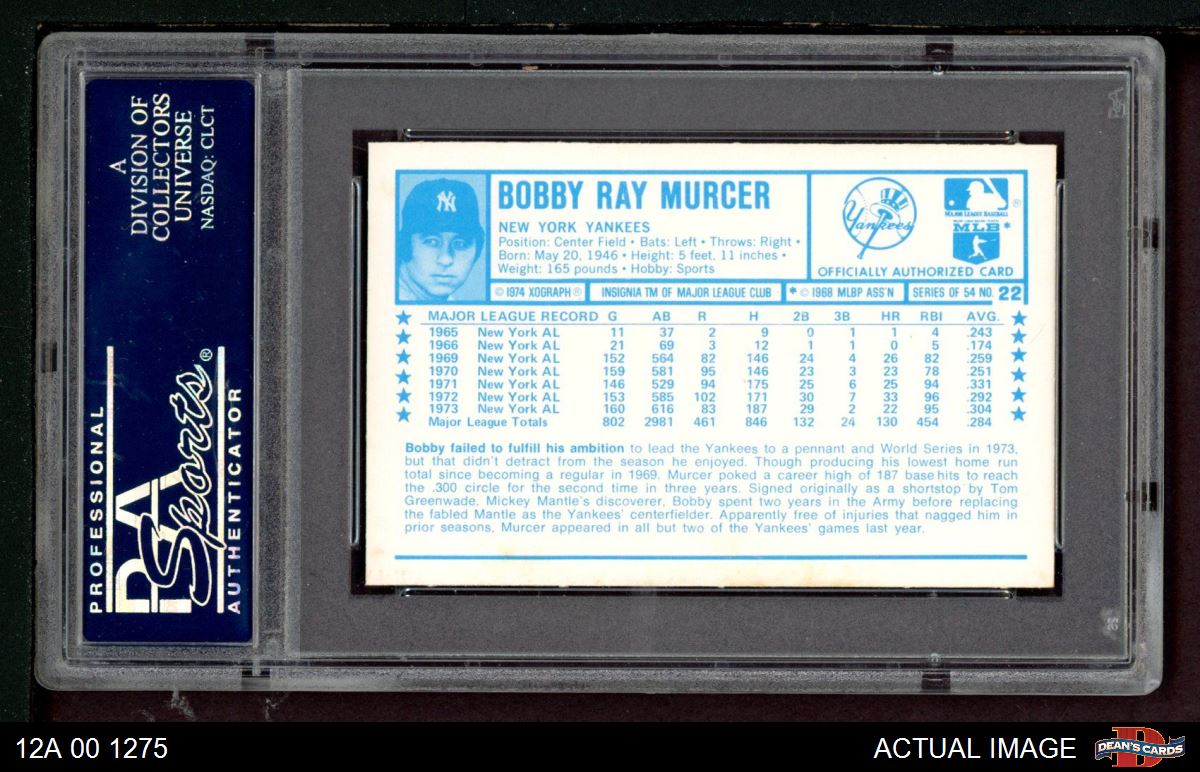 A
DIVISION OF
COLLECTORS
UNIVERSE
NASDAQ: CLCT
PROFESSIONAL
PSA
Sports®
AUTHENTICATOR
NY
BOBBY RAY MURCER
NEW YORK YANKEES
Position: Center Field • Bats: Left • Throws: Right •
Born: May 20, 1946 • Height: 5 feet, 11 inches •
Weight: 165 pounds • Hobby: Sports
Yankees
MAJOR LEAGUE BASEBALL ®
MLB *
OFFICIALLY AUTHORIZED CARD
© 1974 XOGRAPH ® INSIGNIA TM OF MAJOR LEAGUE CLUB * © 1968 MLBP ASS'N SERIES OF 54 NO. 22
MAJOR LEAGUE RECORD G AB R H 2B 3B HR RBI AVG.
1965 New York AL 11 37 2 9 0 1 1 4 .243
1966 New York AL 21 69 3 12 1 1 0 5 .174
1969 New York AL 152 564 82 146 24 4 26 82 .259
1970 New York AL 159 581 95 146 23 3 23 78 .251
1971 New York AL 146 529 94 175 25 6 25 94 .331
1972 New York AL 153 585 102 171 30 7 33 96 .292
1973 New York AL 160 616 83 187 29 2 22 95 .304
Major League Totals 802 2981 461 846 132 24 130 454 .284
Bobby failed to fulfill his ambition to lead the Yankees to a pennant and World Series in 1973,
but that didn't detract from the season he enjoyed. Though producing his lowest home run
total since becoming a regular in 1969, Murcer poked a career high of 187 base hits to reach
the .300 circle for the second time in three years. Signed originally as a shortstop by Tom
Greenwade, Mickey Mantle's discoverer, Bobby spent two years in the Army before replacing
the fabled Mantle as the Yankees' centerfielder. Apparently free of injuries that nagged him in
prior seasons, Murcer appeared in all but two of the Yankees' games last year.
12A 00 1275
ACTUAL IMAGE
DEAN'S CARDS